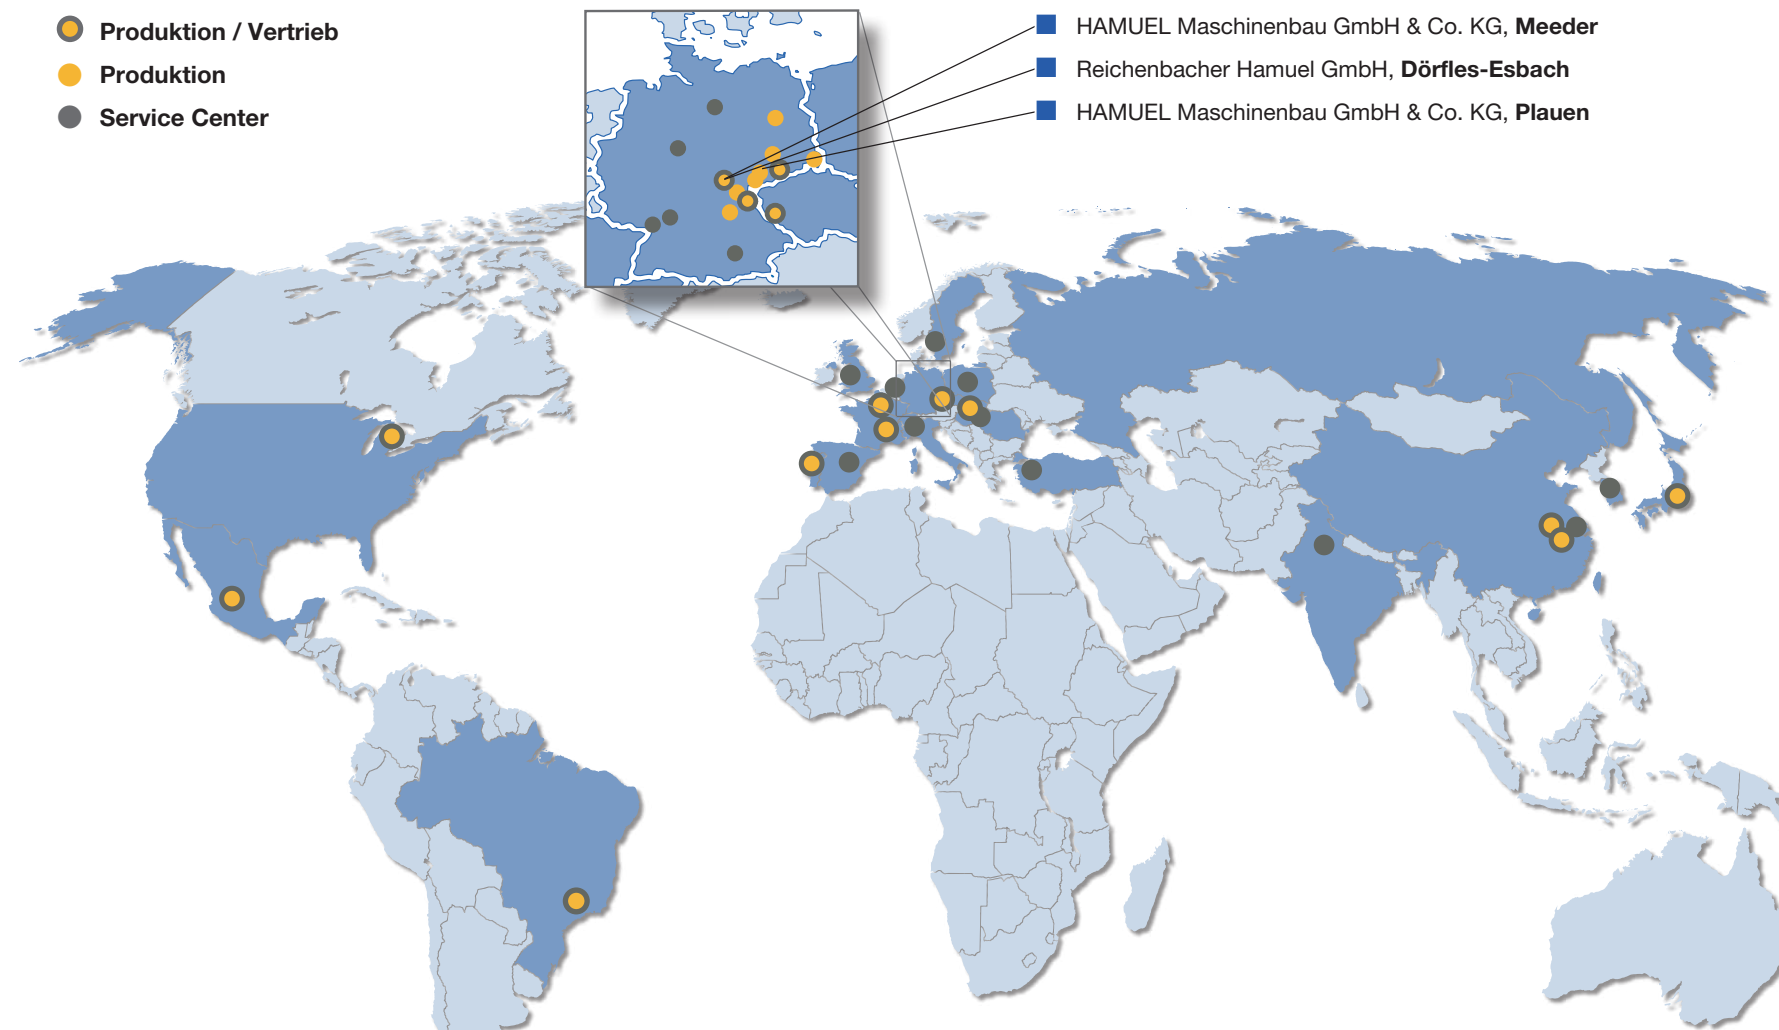 Produktion / Vertrieb
Produktion
Service Center
HAMUEL Maschinenbau GmbH & Co. KG, Meeder
Reichenbacher Hamuel GmbH, Dörfles-Esbach
HAMUEL Maschinenbau GmbH & Co. KG, Plauen